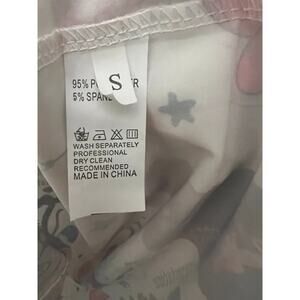 S
95%
5%
WASH SEPARATELY
PROFESSIONAL
DRY CLEAN
RECOMMENDED
MADE IN CHINA